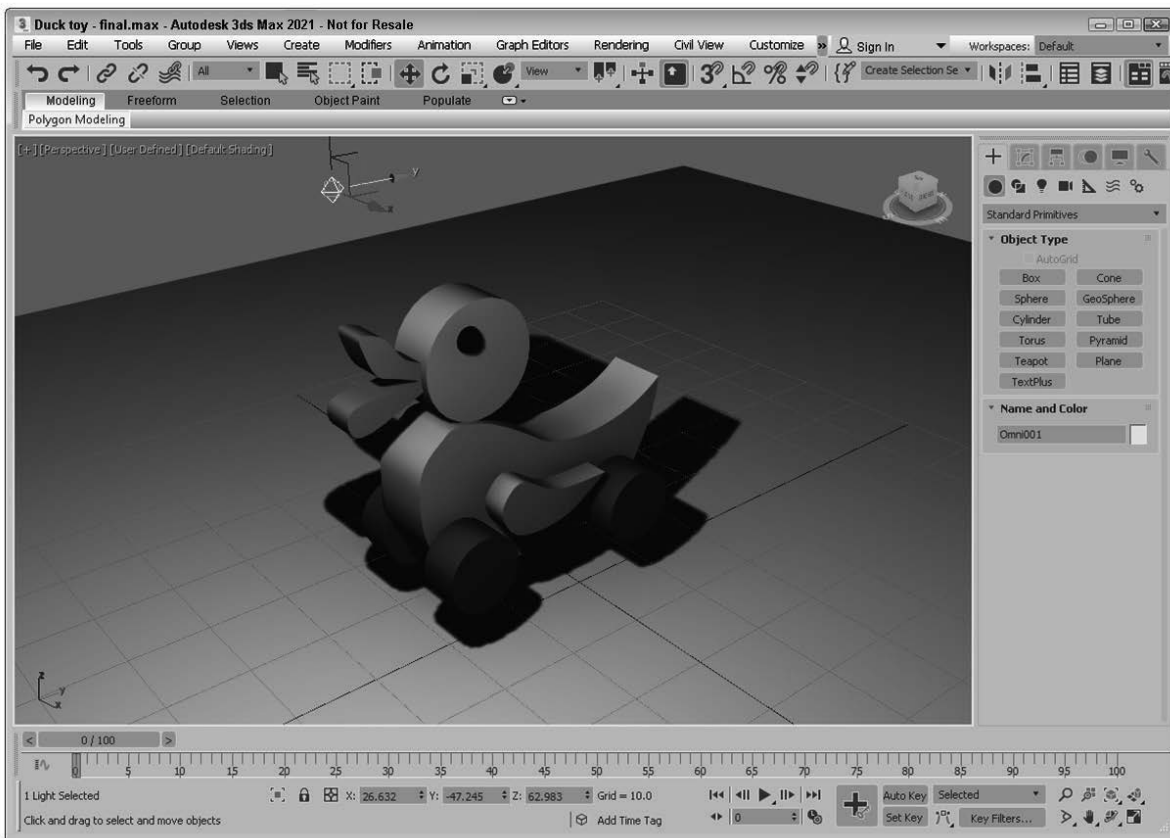 Duck toy - final.max - Autodesk 3ds Max 2021 - Not for Resale
File Edit Tools Group Views Create Modifiers Animation Graph Editors Rendering Civil View Customize » Sign In Workspaces: Default
All View Create Selection Se
Modeling Freeform Selection Object Paint Populate
Polygon Modeling
[+] [Perspective] [User Defined] [Default Shading]
y
x
Standard Primitives
Object Type
AutoGrid
Box Cone
Sphere GeoSphere
Cylinder Tube
Torus Pyramid
Teapot Plane
TextPlus
Name and Color
Omni001
z
y
x
< 0 / 100 >
0 5 10 15 20 25 30 35 40 45 50 55 60 65 70 75 80 85 90 95 100
1 Light Selected X: 26.632 Y: -47.245 Z: 62.983 Grid = 10.0 Auto Key Selected
Click and drag to select and move objects Add Time Tag 0 Set Key Key Filters...